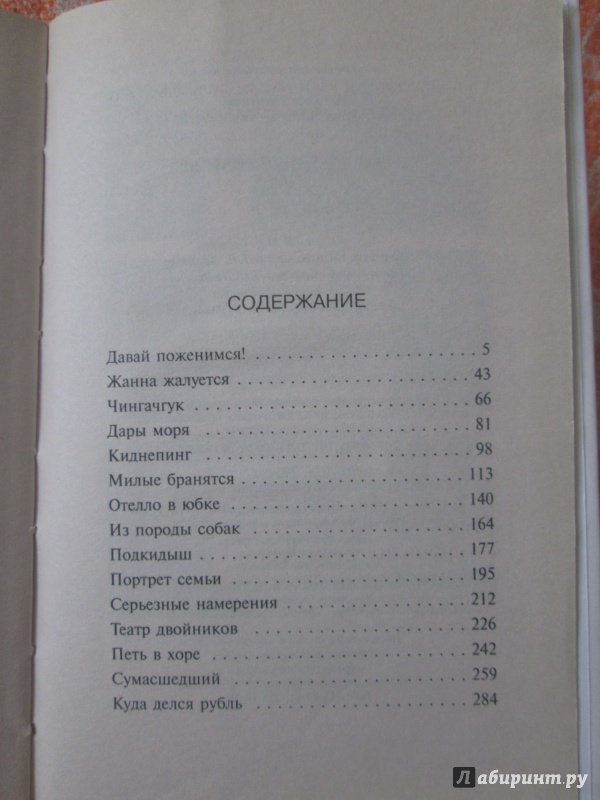 СОДЕРЖАНИЕ
Давай поженимся! . . . . . . . . . . . . . . . . . . . . . . 5
Жанна жалуется . . . . . . . . . . . . . . . . . . . . . . . 43
Чингачгук . . . . . . . . . . . . . . . . . . . . . . . . . . . 66
Дары моря . . . . . . . . . . . . . . . . . . . . . . . . . . . 81
Киднепинг . . . . . . . . . . . . . . . . . . . . . . . . . . . 98
Милые бранятся . . . . . . . . . . . . . . . . . . . . . . . 113
Отелло в юбке . . . . . . . . . . . . . . . . . . . . . . . . 140
Из породы собак . . . . . . . . . . . . . . . . . . . . . . 164
Подкидыш . . . . . . . . . . . . . . . . . . . . . . . . . . . 177
Портрет семьи . . . . . . . . . . . . . . . . . . . . . . . . 195
Серьезные намерения . . . . . . . . . . . . . . . . . . 212
Театр двойников . . . . . . . . . . . . . . . . . . . . . . 226
Петь в хоре . . . . . . . . . . . . . . . . . . . . . . . . . . 242
Сумасшедший . . . . . . . . . . . . . . . . . . . . . . . . 259
Куда делся рубль . . . . . . . . . . . . . . . . . . . . . . 284
Лабиринт.ру